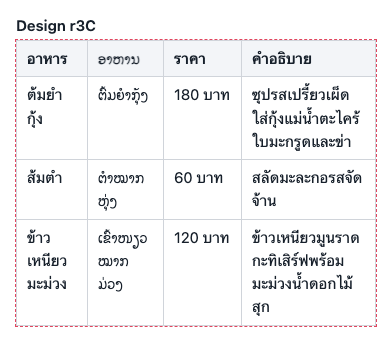 Design r3C
อาหาร ອາຫານ ราคา คำอธิบาย
ต้มยำ
กุ้ง
ຕົ້ມຍຳກຸ້ງ
180 บาท
ซุปรสเปรี้ยวเผ็ด
ใส่กุ้งแม่น้ำตะไคร้
ใบมะกรูดและข่า
ส้มตำ
ຕຳໝາກ
ຫຸ່ງ
60 บาท
สลัดมะละกอรสจัด
จ้าน
ข้าว
เหนียว
มะม่วง
ເຂົ້າໜຽວ
ໝາກ
ມ່ວງ
120 บาท
ข้าวเหนียวมูนราด
กะทิเสิร์ฟพร้อม
มะม่วงน้ำดอกไม้
สุก